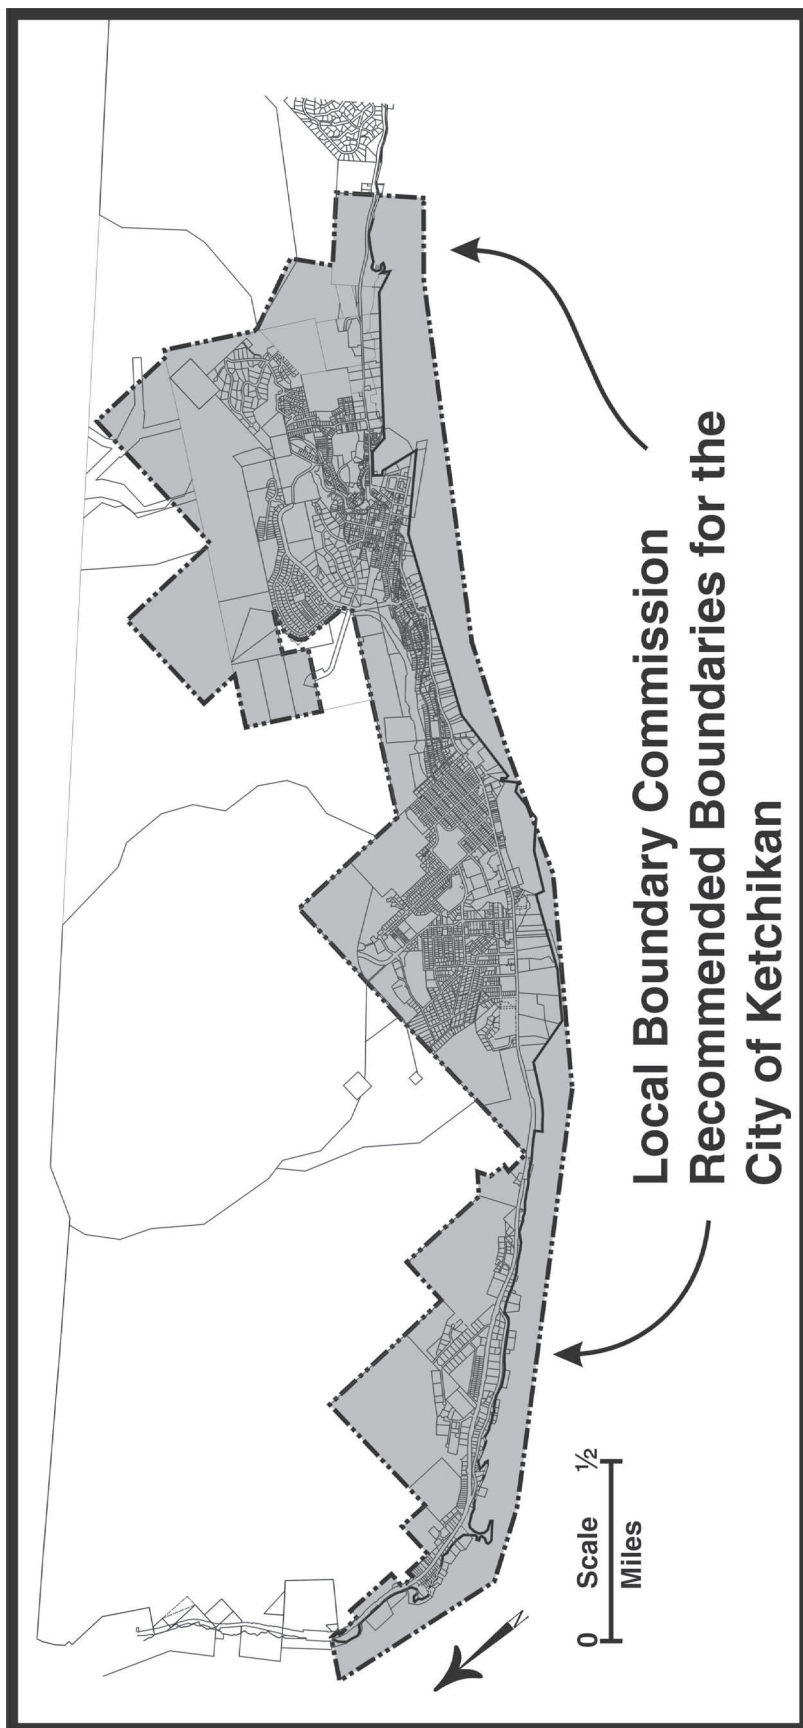 Local Boundary Commission
Recommended Boundaries for the
City of Ketchikan
0 Scale ½
Miles
N